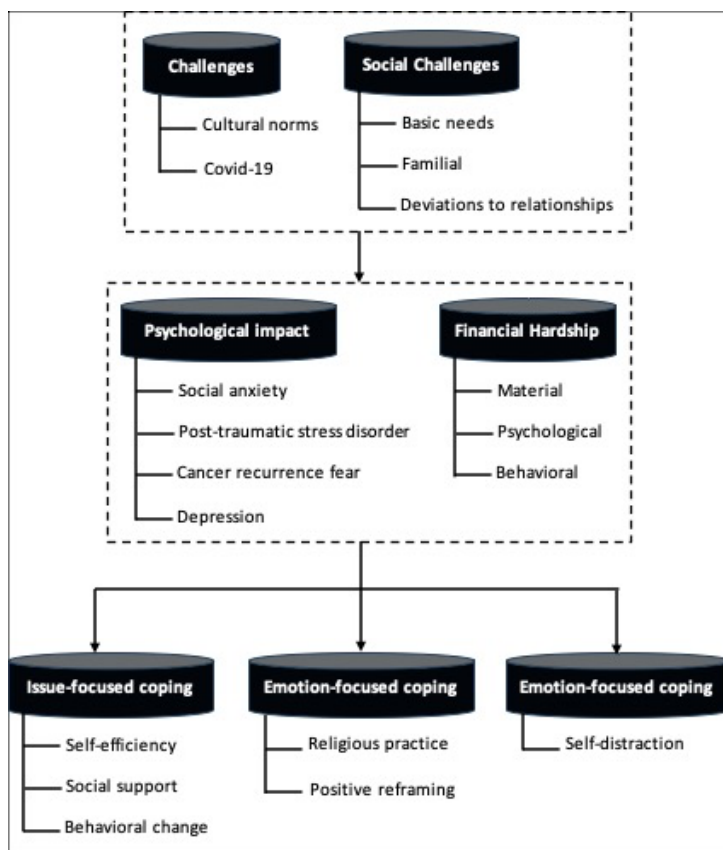 Challenges
Cultural norms
Covid-19
Social Challenges
Basic needs
Familial
Deviations to relationships
Psychological impact
Social anxiety
Post-traumatic stress disorder
Cancer recurrence fear
Depression
Financial Hardship
Material
Psychological
Behavioral
Issue-focused coping
Self-efficiency
Social support
Behavioral change
Emotion-focused coping
Religious practice
Positive reframing
Emotion-focused coping
Self-distraction